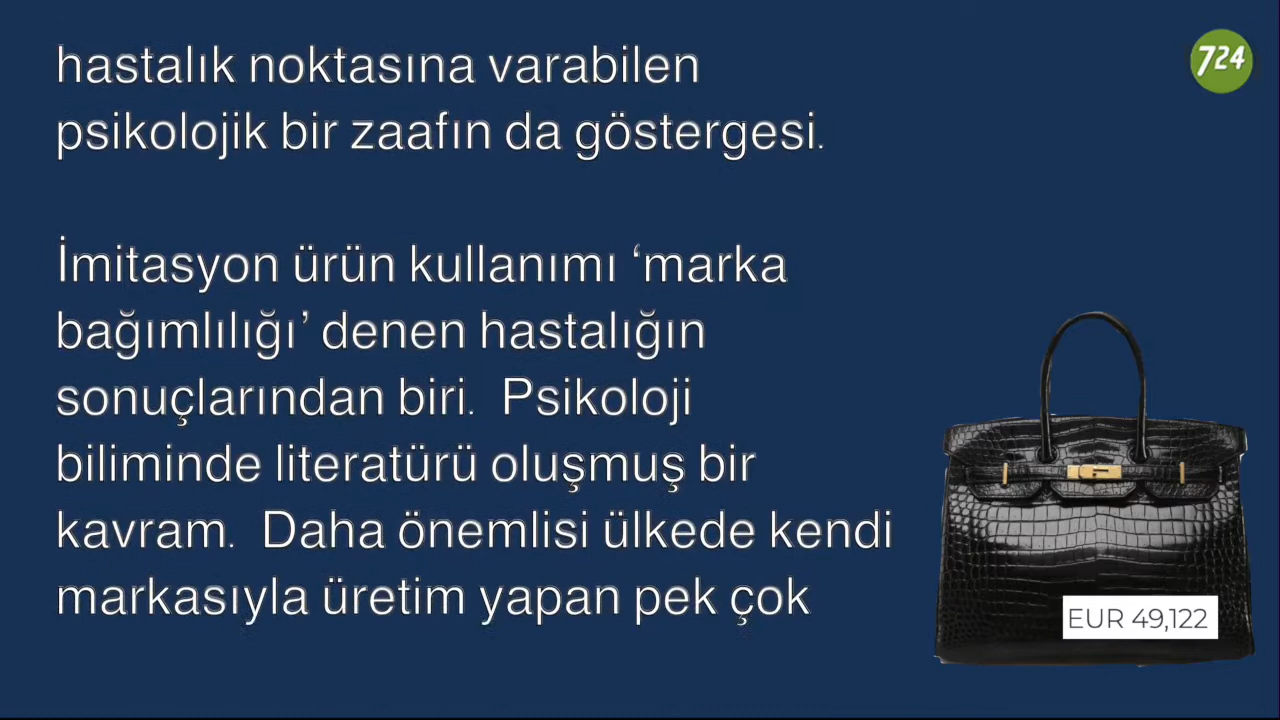 724
hastalık noktasına varabilen
psikolojik bir zaafın da göstergesi.
İmitasyon ürün kullanımı ‘marka
bağımlılığı’ denen hastalığın
sonuçlarından biri. Psikoloji
biliminde literatürü oluşmuş bir
kavram. Daha önemlisi ülkede kendi
markasıyla üretim yapan pek çok
EUR 49,122